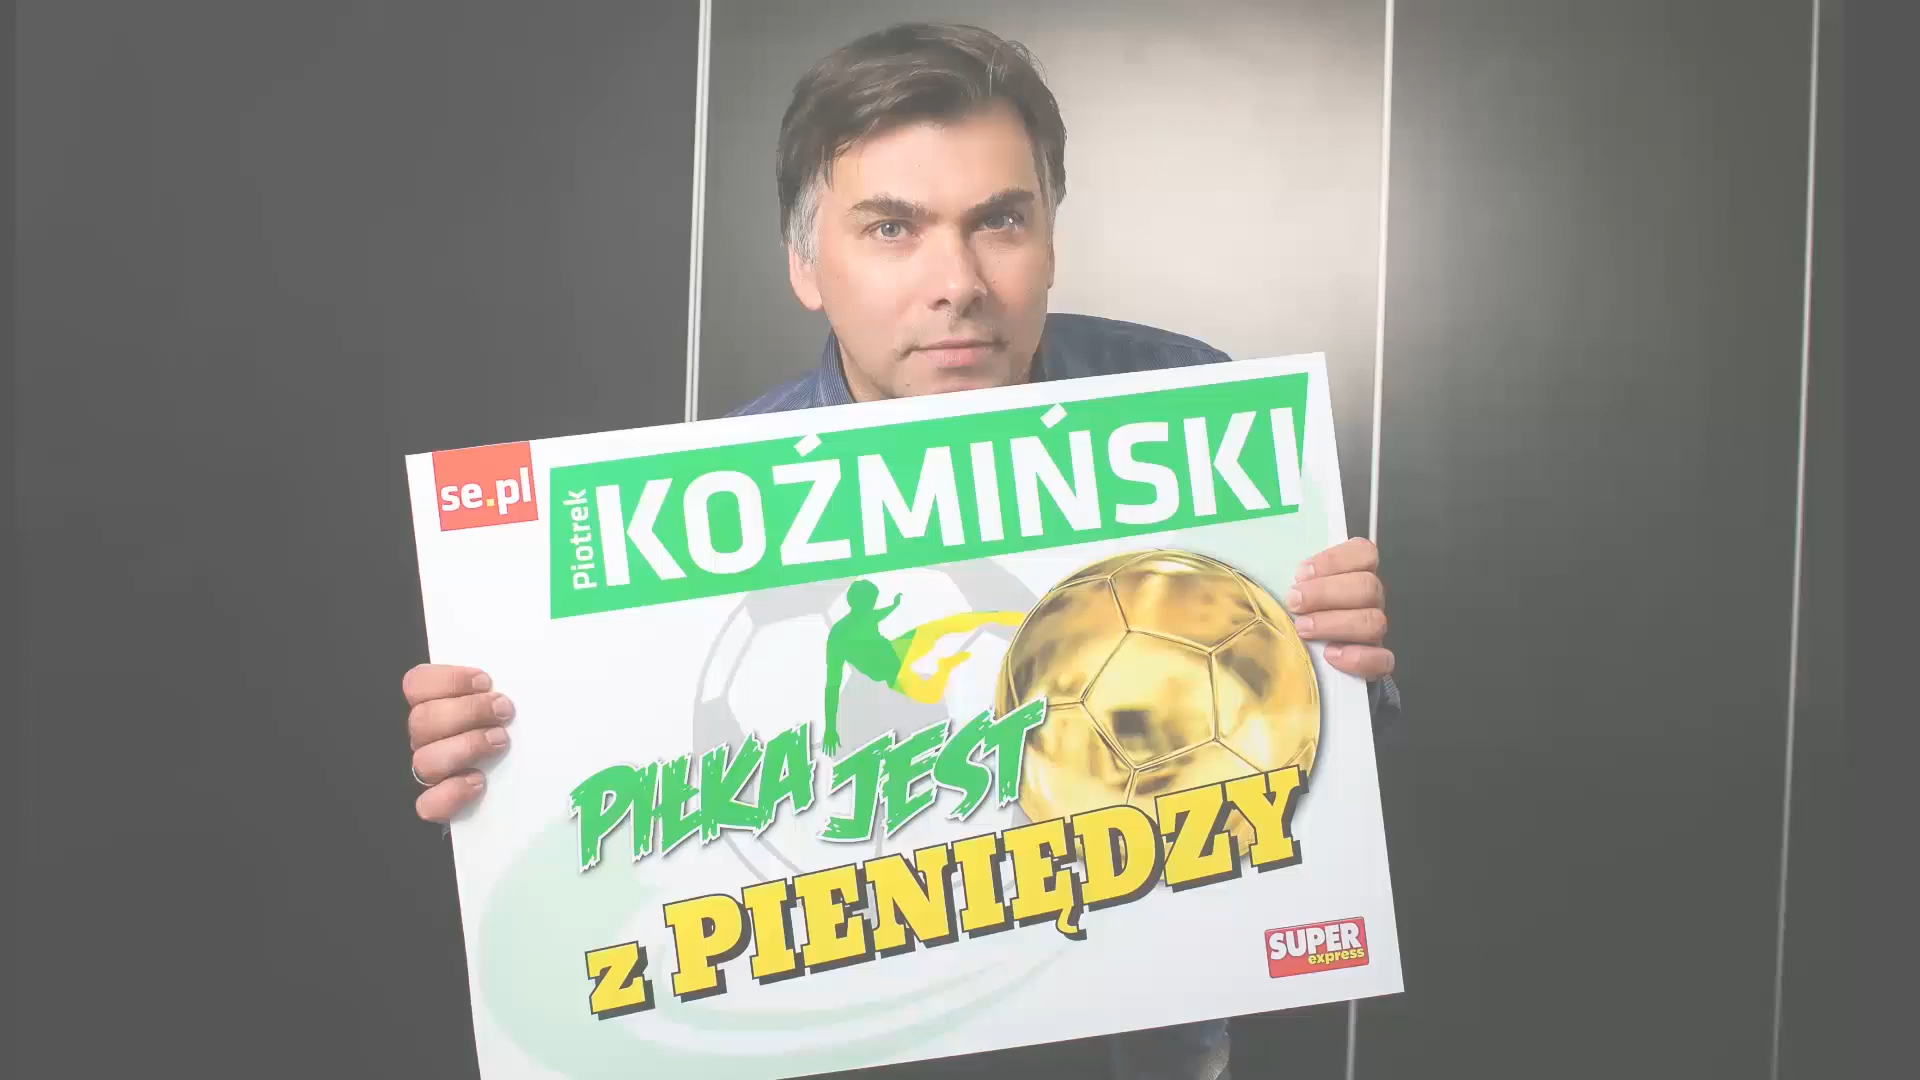 se.pl
Piotrek
KOŹMIŃSKI
PIŁKA JEST
z PIENIĘDZY
SUPER
express